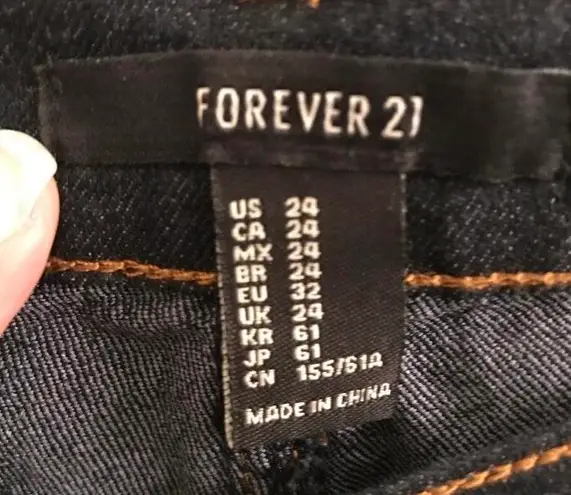 FOREVER 21
US 24
CA 24
MX 24
BR 24
EU 32
UK 24
KR 61
JP 61
CN 155/61A
MADE IN CHINA